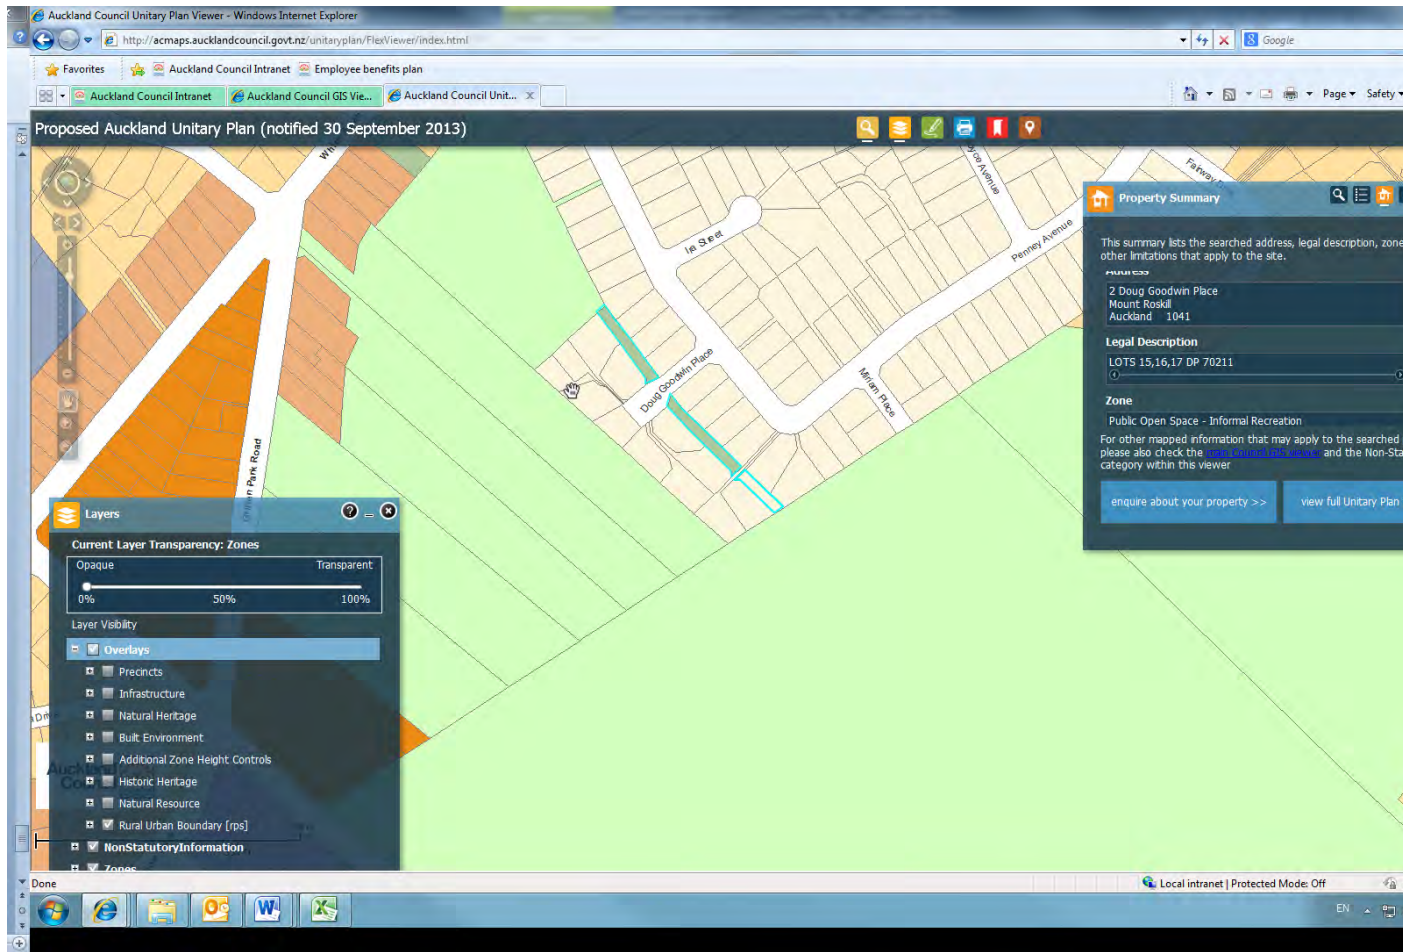 Auckland Council Unitary Plan Viewer - Windows Internet Explorer
http://acmaps.aucklandcouncil.govt.nz/unitaryplan/FlexViewer/index.html
Google
Favorites
Auckland Council Intranet
Employee benefits plan
Auckland Council Intranet
Auckland Council GIS Vie...
Auckland Council Unit...
Page
Safety
Proposed Auckland Unitary Plan (notified 30 September 2013)
Penney Avenue
Doug Goodwin Place
Miriam Place
Property Summary
This summary lists the searched address, legal description, zone
other limitations that apply to the site.
Address
2 Doug Goodwin Place
Mount Roskill
Auckland 1041
Legal Description
LOTS 15,16,17 DP 70211
Zone
Public Open Space - Informal Recreation
For other mapped information that may apply to the searched
please also check the main Council GIS viewer and the Non-Sta
category within this viewer
enquire about your property >>
view full Unitary Plan
Park Road
Layers
Current Layer Transparency: Zones
Opaque
Transparent
0%
50%
100%
Layer Visibility
Overlays
Precincts
Infrastructure
Natural Heritage
Built Environment
Additional Zone Height Controls
Historic Heritage
Natural Resource
Rural Urban Boundary [rps]
NonStatutoryInformation
Zones
Done
Local intranet | Protected Mode: Off
EN